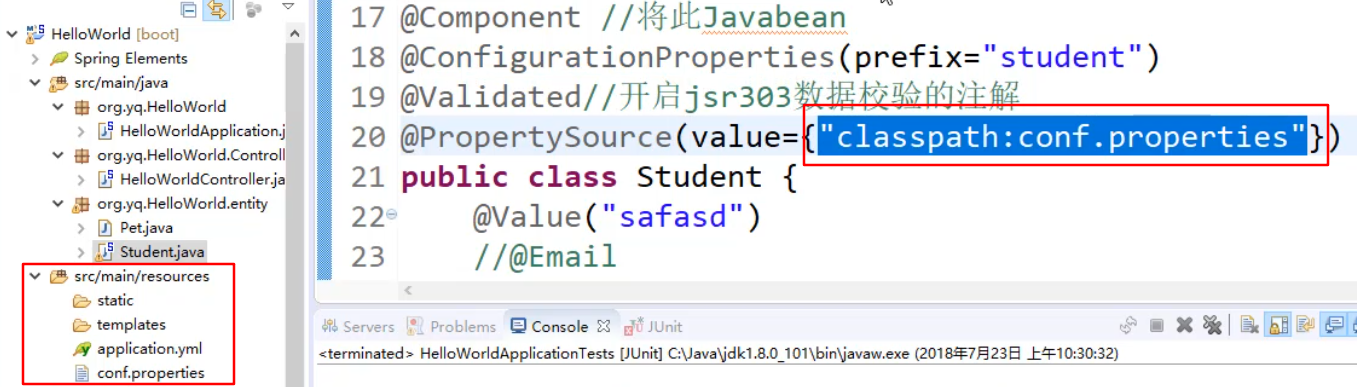 HelloWorld [boot]
Spring Elements
src/main/java
org.yq.HelloWorld
HelloWorldApplication.j
org.yq.HelloWorld.Controll
HelloWorldController.ja
org.yq.HelloWorld.entity
Pet.java
Student.java
src/main/resources
static
templates
application.yml
conf.properties
17 @Component //将此Javabean
18 @ConfigurationProperties(prefix="student")
19 @Validated//开启jsr303数据校验的注解
20 @PropertySource(value={"classpath:conf.properties"})
21 public class Student {
22 @Value("safasd")
23 //@Email
Servers Problems Console JUnit
<terminated> HelloWorldApplicationTests [JUnit] C:\Java\jdk1.8.0_101\bin\javaw.exe (2018年7月23日 上午10:30:32)